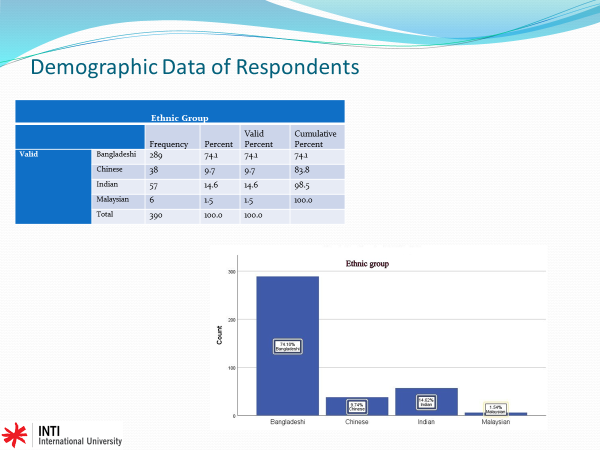 Demographic Data of Respondents
Ethnic Group
Frequency Percent Valid Percent Cumulative Percent
Valid Bangladeshi 289 74.1 74.1 74.1
Chinese 38 9.7 9.7 83.8
Indian 57 14.6 14.6 98.5
Malaysian 6 1.5 1.5 100.0
Total 390 100.0 100.0
Ethnic group
Count
300
200
100
0
74.10%
Bangladeshi
9.74%
Chinese
14.62%
Indian
1.54%
Malaysian
Bangladeshi Chinese Indian Malaysian
INTI
International University